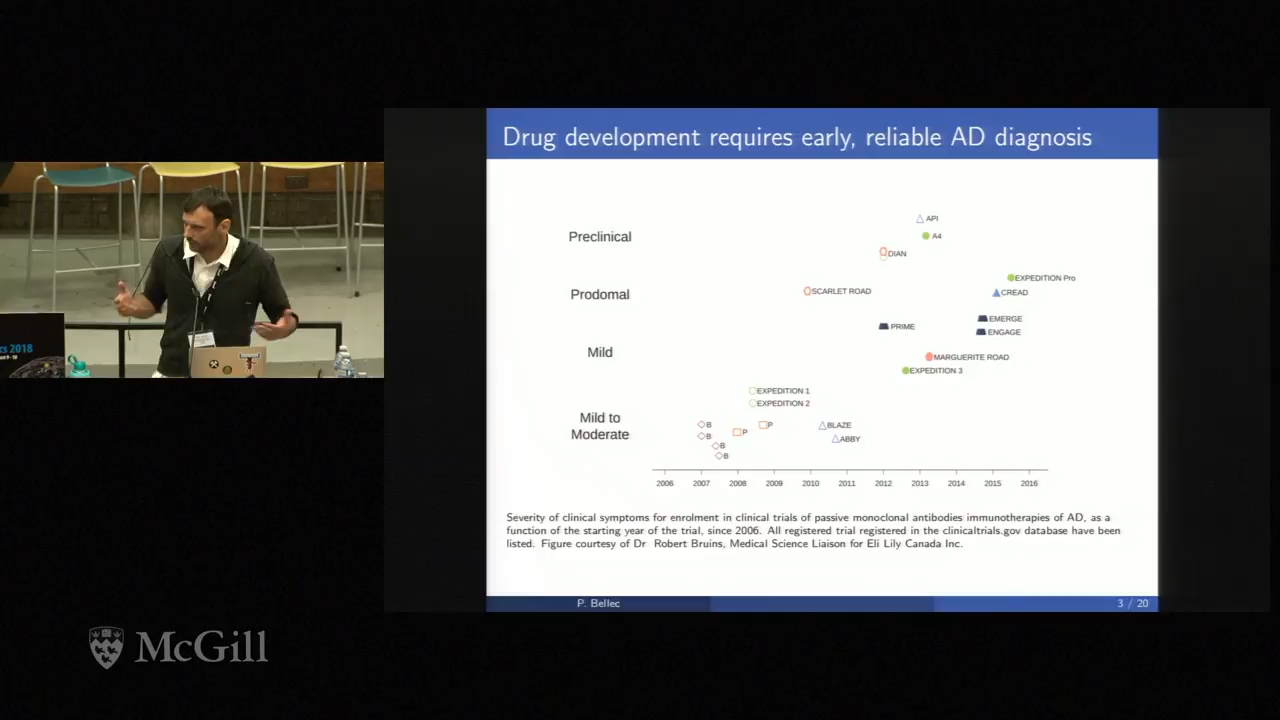 Drug development requires early, reliable AD diagnosis
API
Preclinical
A4
DIAN
EXPEDITION Pro
Prodomal
SCARLET ROAD
CREAD
EMERGE
PRIME
ENGAGE
Mild
MARGUERITE ROAD
EXPEDITION 3
EXPEDITION 1
EXPEDITION 2
Mild to
Moderate
B
P
P
BLAZE
B
ABBY
B
B
2006 2007 2008 2009 2010 2011 2012 2013 2014 2015 2016
Severity of clinical symptoms for enrolment in clinical trials of passive monoclonal antibodies immunotherapies of AD, as a
function of the starting year of the trial, since 2006. All registered trial registered in the clinicaltrials.gov database have been
listed. Figure courtesy of Dr Robert Bruins, Medical Science Liaison for Eli Lily Canada Inc.
P. Bellec
3 / 20
cs 2018
McGill